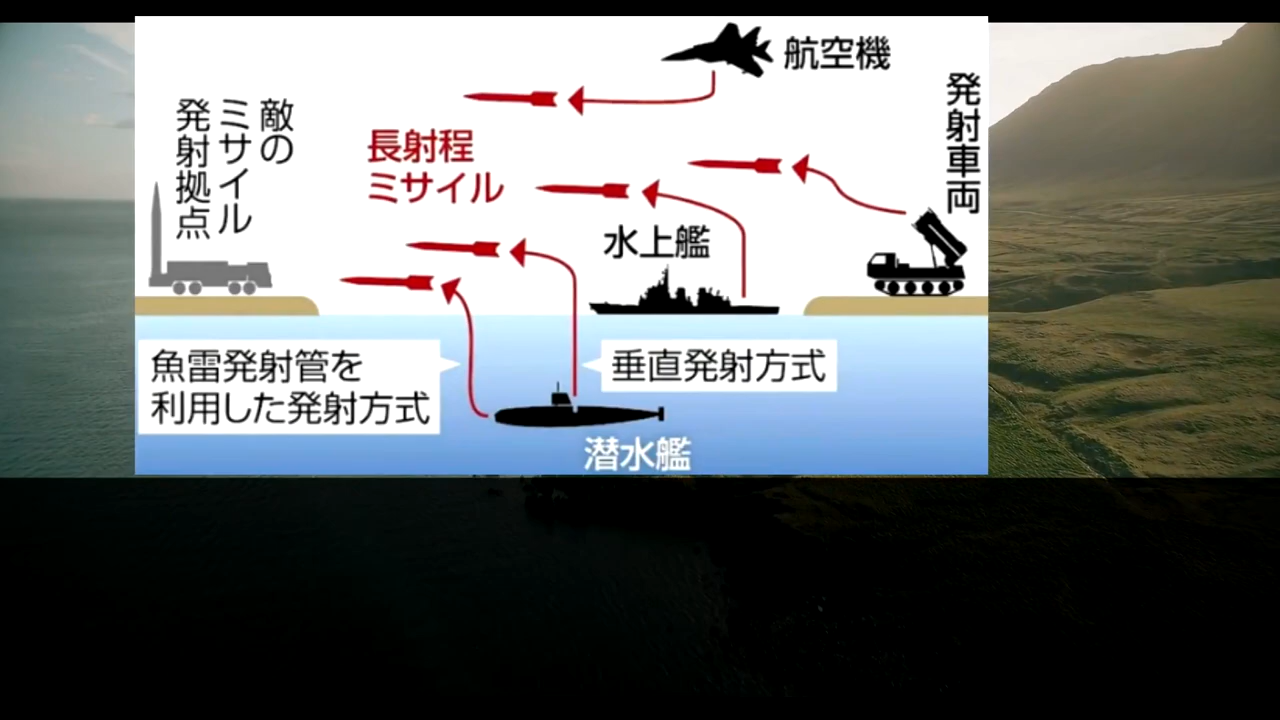 航空機
発射車両
敵の
ミサイル
発射拠点
長射程
ミサイル
水上艦
魚雷発射管を
利用した発射方式
垂直発射方式
潜水艦